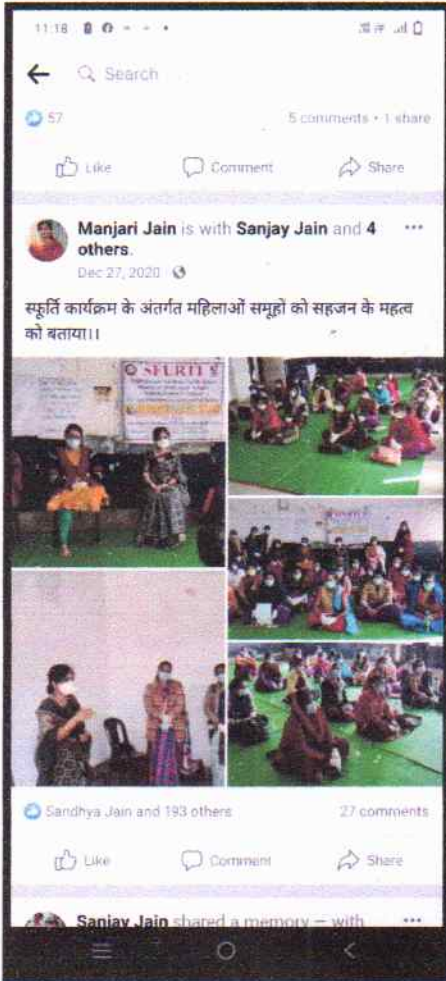 11:18
Search
57
5 comments • 1 share
Like
Comment
Share
Manjari Jain is with Sanjay Jain and 4
others.
Dec 27, 2020
स्फूर्ति कार्यक्रम के अंतर्गत महिलाओं समूहो को सहजन के महत्व
को बताया।।
SFURTI
Sandhya Jain and 193 others
27 comments
Like
Comment
Share
Sanjay Jain shared a memory — with